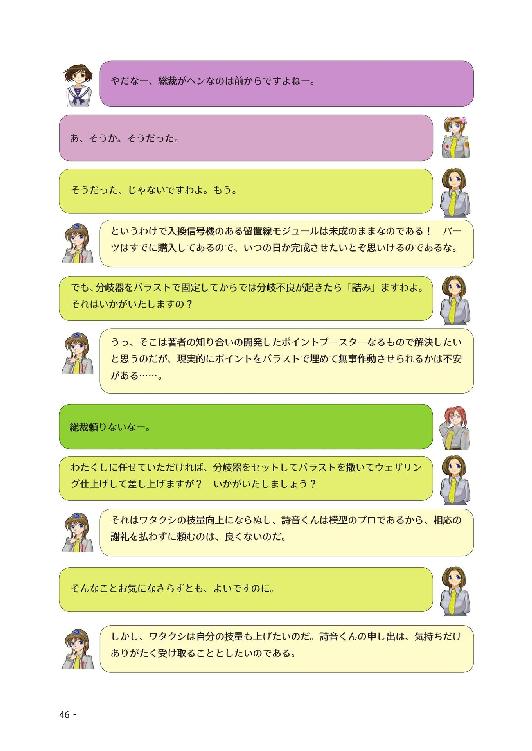 やだなー、総裁がヘンなのは前からですよねー。
あ、そうか。そうだった。
そうだった、じゃないですわよ。もう。
というわけで入換信号機のある留置線モジュールは未成のままなのである！　パー
ツはすでに購入してあるので、いつの日か完成させたいとぞ思いけるのであるな。
でも、分岐器をバラストで固定してからでは分岐不良が起きたら「詰み」ますわよ。
それはいかがいたしますの？
うっ、そこは著者の知り合いの開発したポイントブースターなるもので解決したい
と思うのだが、現実的にポイントをバラストで埋めて無事作動させられるかは不安
がある……。
総裁頼りないなー。
わたくしに任せていただければ、分岐器をセットしてバラストを撒いてウェザリン
グ仕上げして差し上げますが？　いかがいたしましょう？
それはワタクシの技量向上にならぬし、詩音くんは模型のプロであるから、相応の
謝礼を払わずに頼むのは、良くないのだ。
そんなことお気になさらずとも、よいですのに。
しかし、ワタクシは自分の技量も上げたいのだ。詩音くんの申し出は、気持ちだけ
ありがたく受け取ることとしたいのである。
46 -